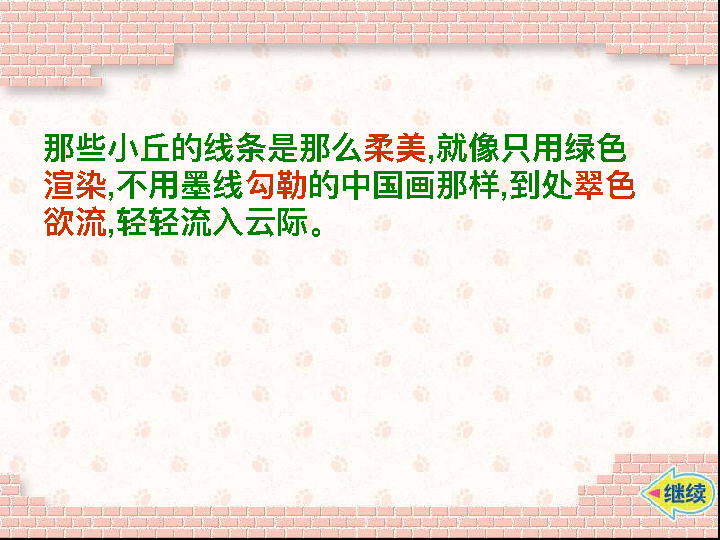 那些小丘的线条是那么柔美,就像只用绿色
渲染,不用墨线勾勒的中国画那样,到处翠色
欲流,轻轻流入云际。
继续